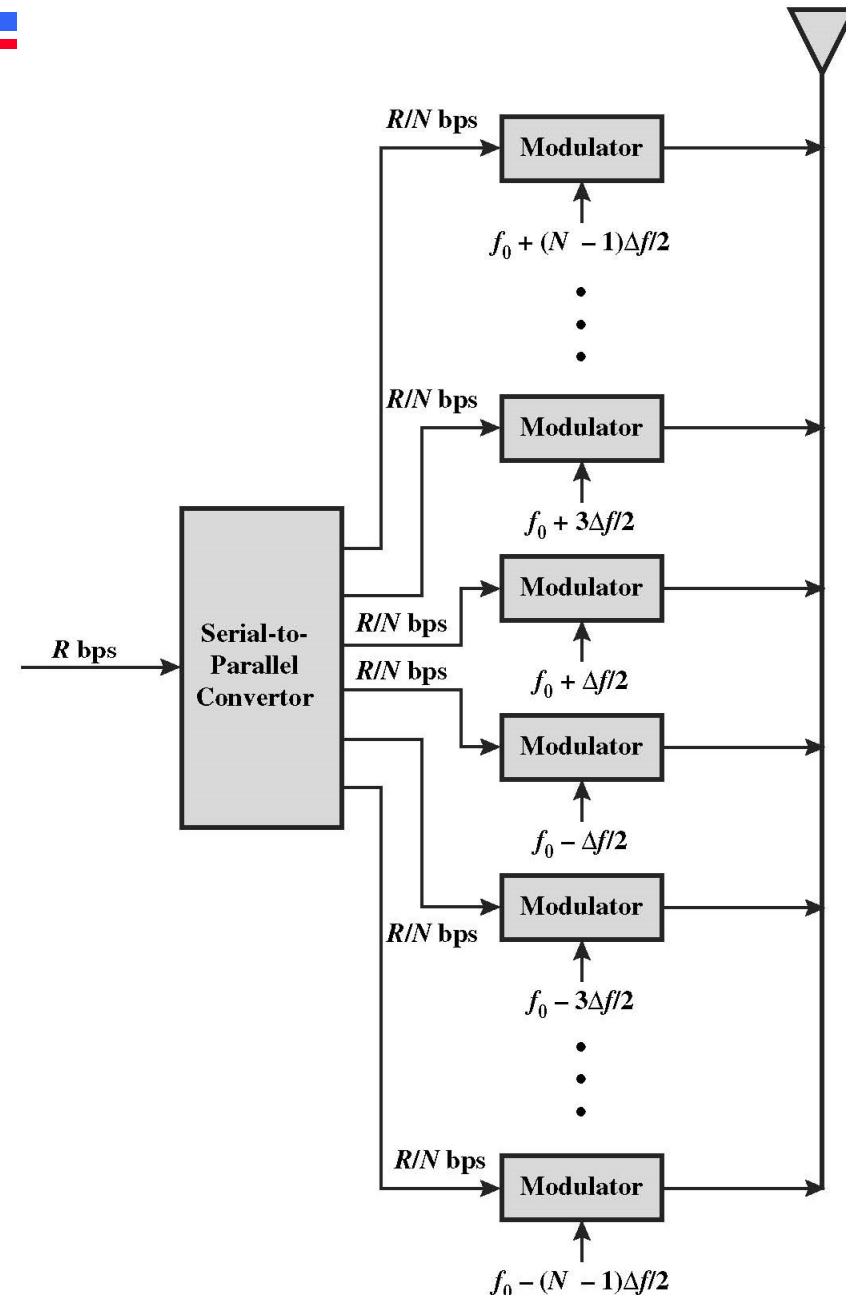 R/N bps
Modulator
f₀ + (N – 1)Δf/2
R/N bps
Modulator
f₀ + 3Δf/2
Modulator
R/N bps
f₀ + Δf/2
R bps
Serial-to-
Parallel
Convertor
R/N bps
Modulator
f₀ – Δf/2
Modulator
R/N bps
f₀ – 3Δf/2
R/N bps
Modulator
f₀ – (N – 1)Δf/2